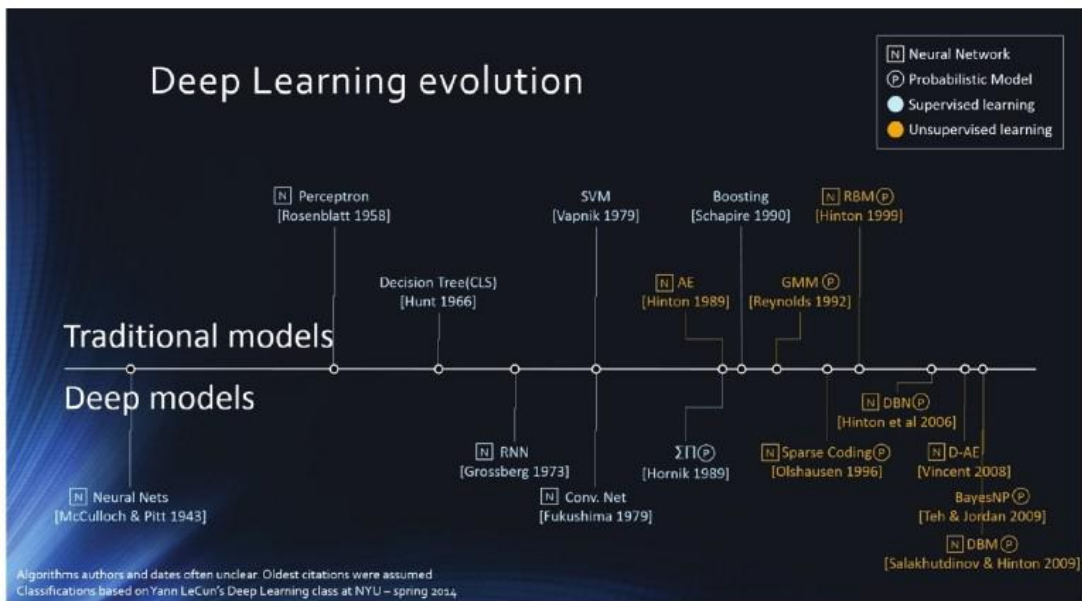 Deep Learning evolution
N Neural Network
P Probabilistic Model
Supervised learning
Unsupervised learning
N Perceptron
[Rosenblatt 1958]
SVM
[Vapnik 1979]
Boosting
[Schapire 1990]
N RBM P
[Hinton 1999]
Decision Tree(CLS)
[Hunt 1966]
N AE
[Hinton 1989]
GMM P
[Reynolds 1992]
Traditional models
Deep models
N DBN P
[Hinton et al 2006]
N RNN
[Grossberg 1973]
ΣΠ P
[Hornik 1989]
N Sparse Coding P
[Olshausen 1996]
N D-AE
[Vincent 2008]
N Neural Nets
[McCulloch & Pitt 1943]
N Conv. Net
[Fukushima 1979]
BayesNP P
[Teh & Jordan 2009]
N DBM P
[Salakhutdinov & Hinton 2009]
Algorithms authors and dates often unclear. Oldest citations were assumed
Classifications based on Yann LeCun's Deep Learning class at NYU – spring 2014